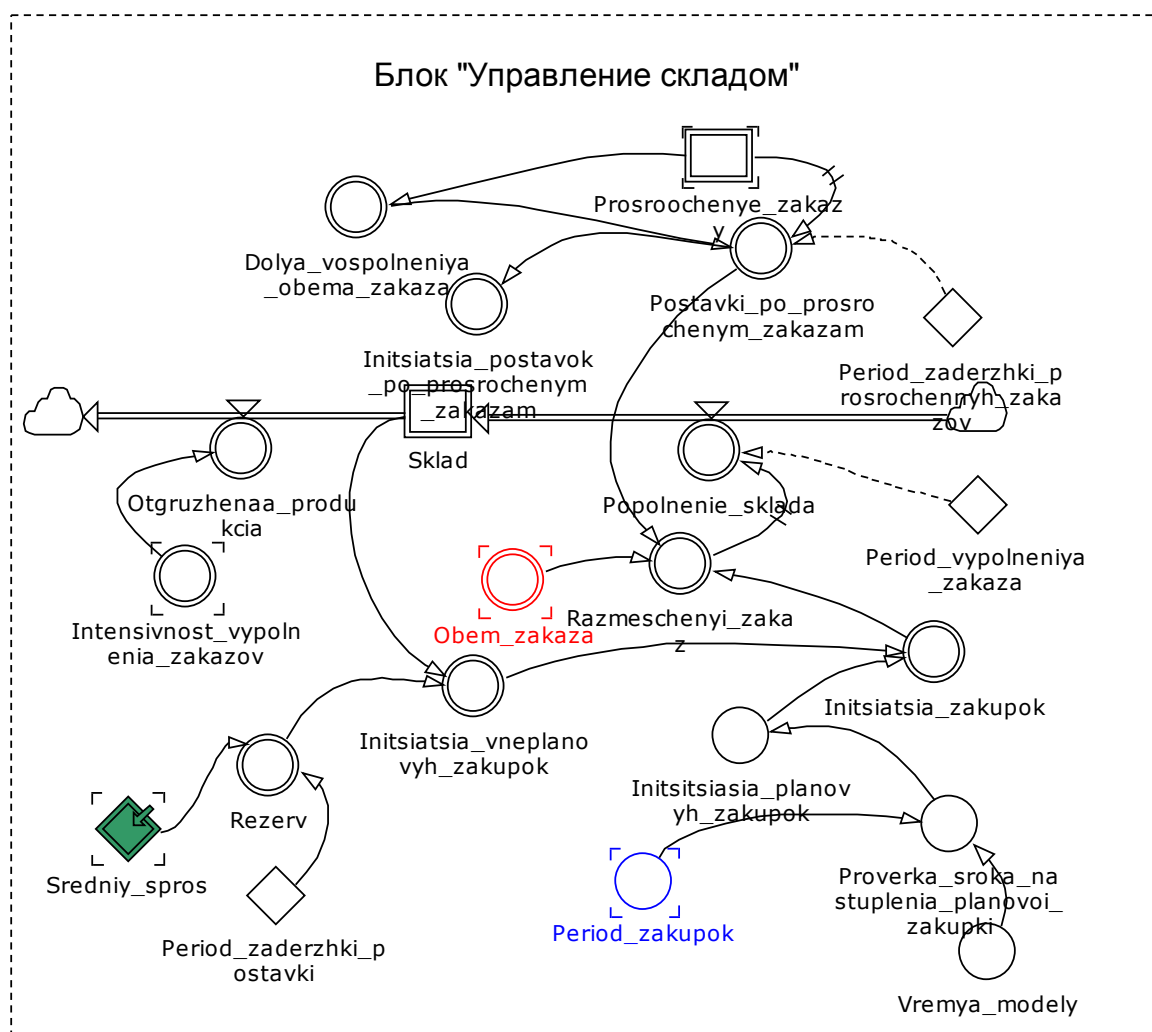 Блок "Управление складом"
Prosroochenye_zakaz
y
Dolya_vospolneniya
_obema_zakaza
Postavki_po_prosro
chenym_zakazam
Initsiatsia_postavok
_po_prosrochenym
_zakazam
Period_zaderzhki_p
rosrochennyh_zaka
zov
Sklad
Otgruzhenaa_produ
kcia
Popolnenie_sklada
Period_vypolneniya
_zakaza
Intensivnost_vypoln
enia_zakazov
Obem_zakaza
Razmeschenyi_zaka
z
Initsiatsia_zakupok
Initsiatsia_vneplano
vyh_zakupok
Initsitsiasia_planov
yh_zakupok
Rezerv
Sredniy_spros
Proverka_sroka_na
stuplenia_planovoi_
zakupki
Period_zakupok
Period_zaderzhki_p
ostavki
Vremya_modely